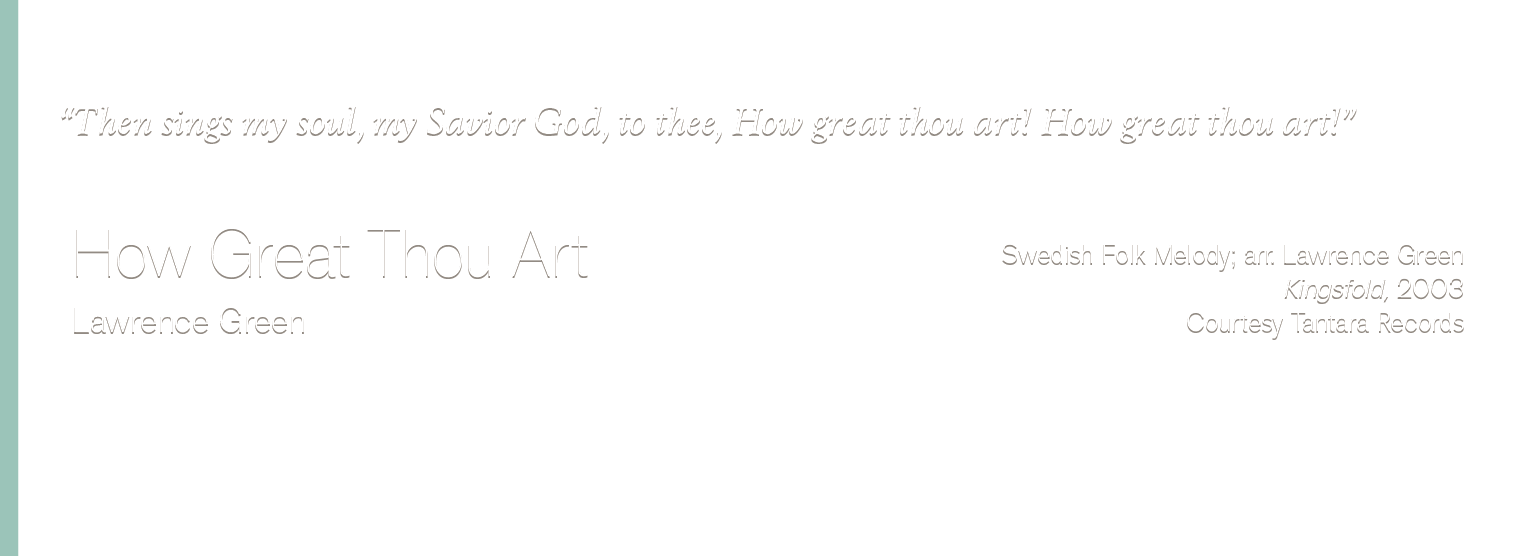 “Then sings my soul, my Savior God, to thee, How great thou art! How great thou art!”
How Great Thou Art
Lawrence Green
Swedish Folk Melody; arr. Lawrence Green
Kingsfold, 2003
Courtesy Tantara Records